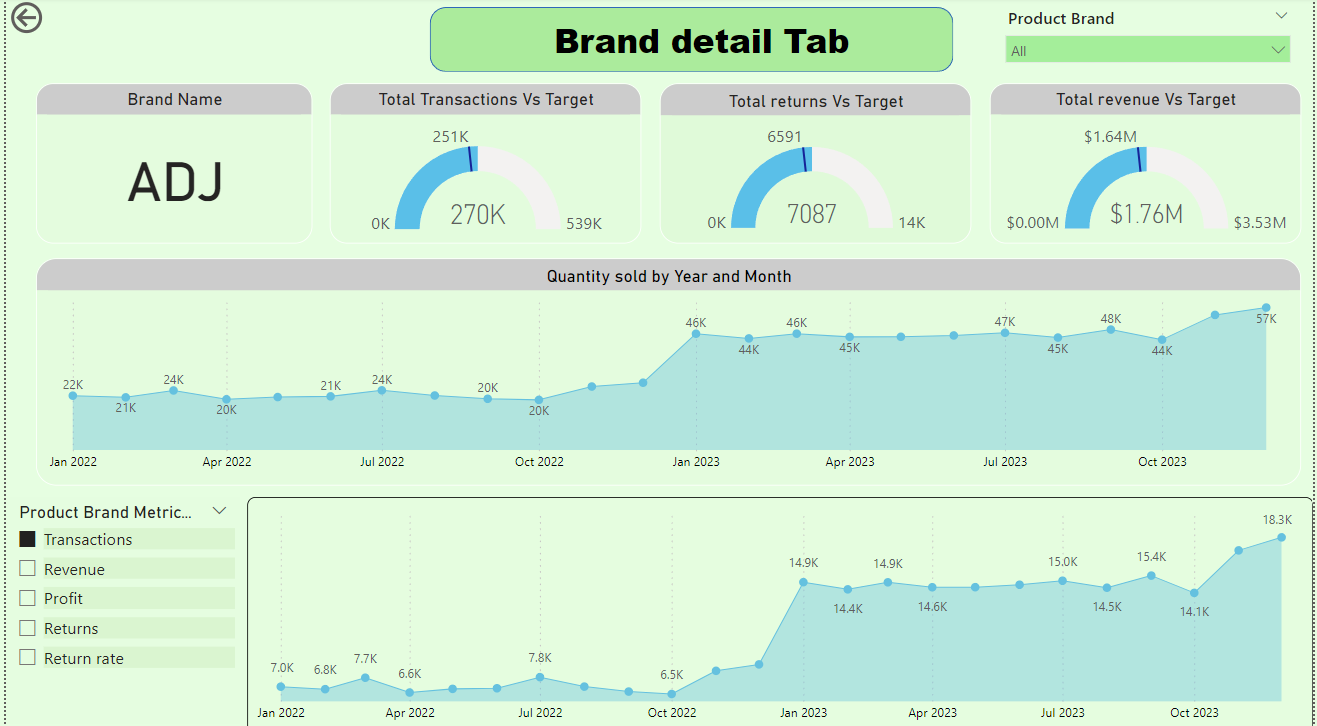 Brand detail Tab
Product Brand
All
Brand Name
ADJ
Total Transactions Vs Target
251K
0K
270K
539K
Total returns Vs Target
6591
0K
7087
14K
Total revenue Vs Target
$1.64M
$0.00M
$1.76M
$3.53M
Quantity sold by Year and Month
22K 21K 24K 20K 21K 24K 20K 20K 46K 44K 46K 45K 47K 45K 48K 44K 57K
Jan 2022 Apr 2022 Jul 2022 Oct 2022 Jan 2023 Apr 2023 Jul 2023 Oct 2023
Product Brand Metric...
Transactions
Revenue
Profit
Returns
Return rate
7.0K 6.8K 7.7K 6.6K 7.8K 6.5K 14.9K 14.4K 14.9K 14.6K 15.0K 14.5K 15.4K 14.1K 18.3K
Jan 2022 Apr 2022 Jul 2022 Oct 2022 Jan 2023 Apr 2023 Jul 2023 Oct 2023